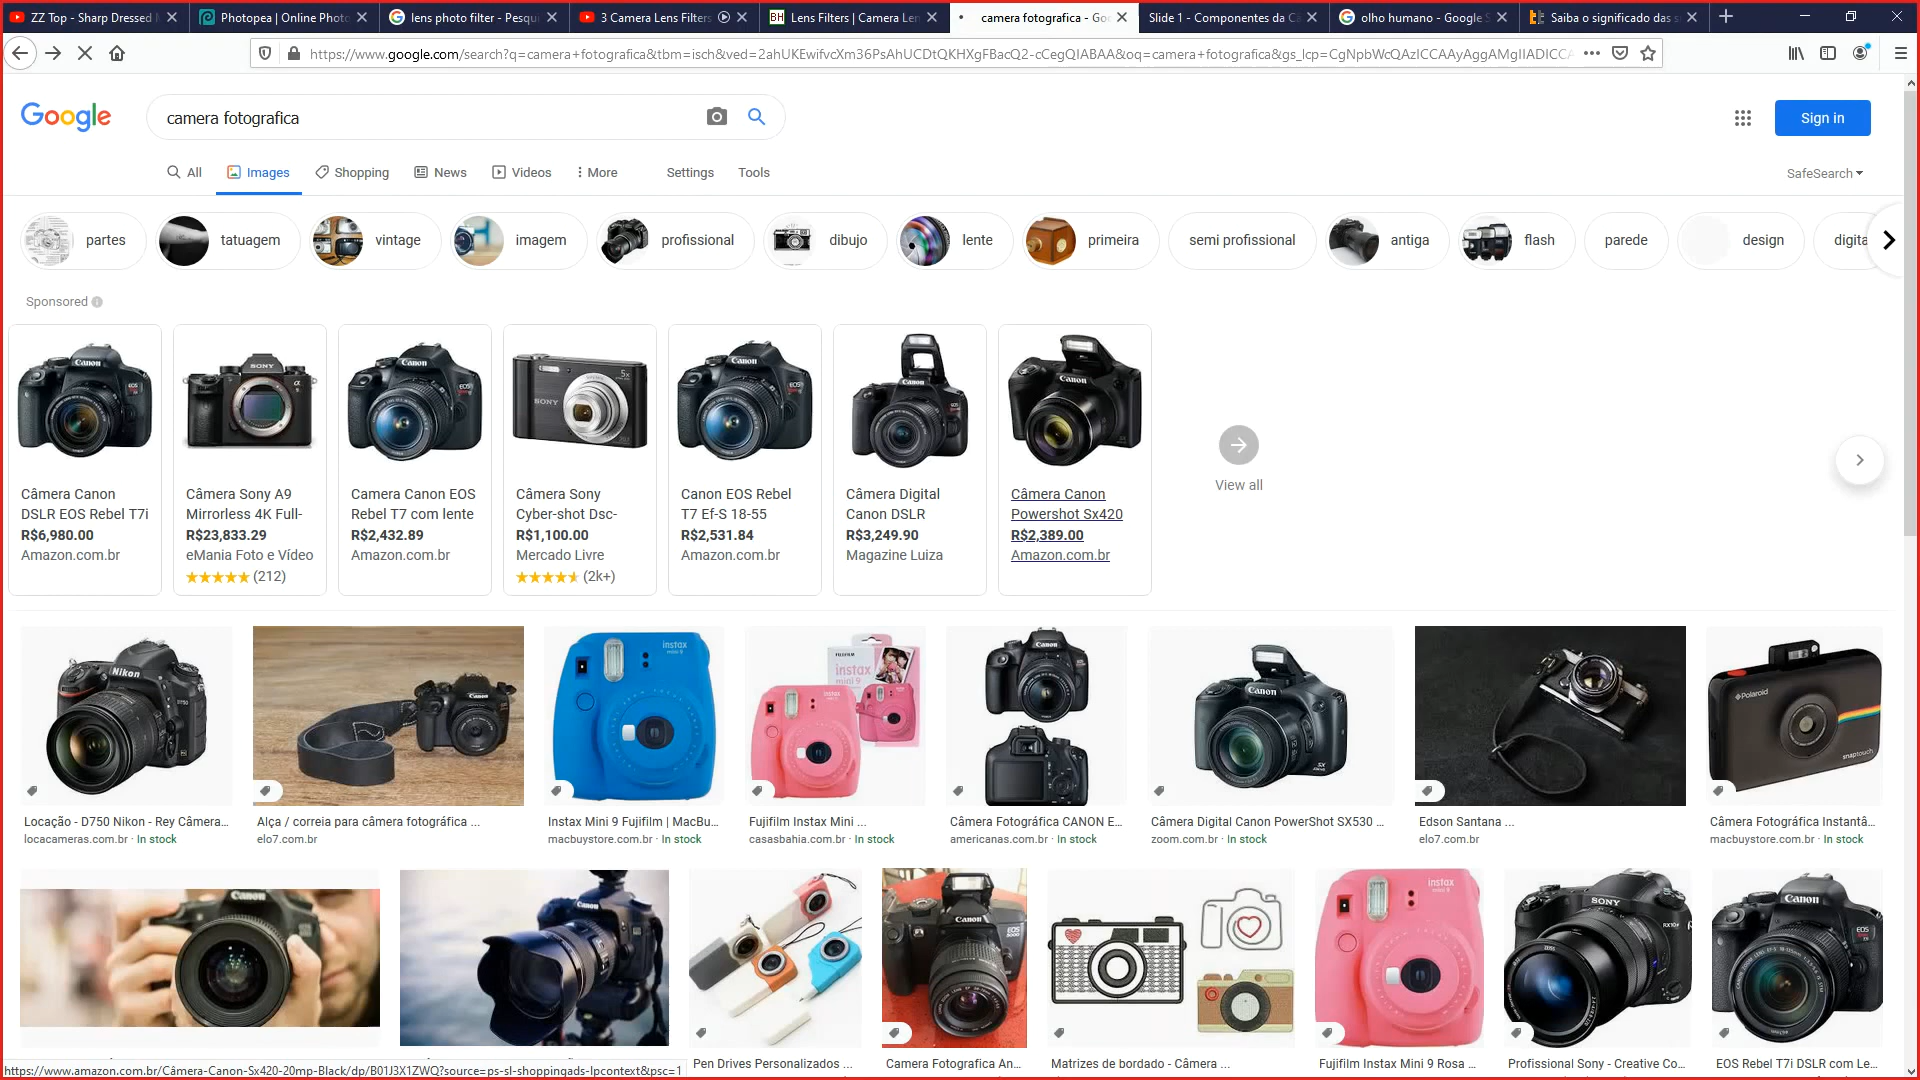 ZZ Top - Sharp Dressed M
Photopea | Online Photo
lens photo filter - Pesqui
3 Camera Lens Filters
BH
Lens Filters | Camera Len
camera fotografica - Goo
Slide 1 - Componentes da Câ
olho humano - Google S
Saiba o significado das s
https://www.google.com/search?q=camera+fotografica&tbm=isch&ved=2ahUKEwifvcXm36PsAhUCDtQKHXgFBacQ2-cCegQIABAA&oq=camera+fotografica&gs_lcp=CgNpbWcQAzICCAAyAggAMgIIADICCA
Google
camera fotografica
Sign in
All
Images
Shopping
News
Videos
More
Settings
Tools
SafeSearch
partes
tatuagem
vintage
imagem
profissional
dibujo
lente
primeira
semi profissional
antiga
flash
parede
design
digita
Sponsored
Câmera Canon
DSLR EOS Rebel T7i
R$6,980.00
Amazon.com.br
Câmera Sony A9
Mirrorless 4K Full-
R$23,833.29
eMania Foto e Vídeo
(212)
Camera Canon EOS
Rebel T7 com lente
R$2,432.89
Amazon.com.br
Câmera Sony
Cyber-shot Dsc-
R$1,100.00
Mercado Livre
(2k+)
Canon EOS Rebel
T7 Ef-S 18-55
R$2,531.84
Amazon.com.br
Câmera Digital
Canon DSLR
R$3,249.90
Magazine Luiza
Câmera Canon
Powershot Sx420
R$2,389.00
Amazon.com.br
View all
Locação - D750 Nikon - Rey Câmera...
locacameras.com.br · In stock
Alça / correia para câmera fotográfica ...
elo7.com.br
Instax Mini 9 Fujifilm | MacBu...
macbuystore.com.br · In stock
Fujifilm Instax Mini ...
casasbahia.com.br · In stock
Câmera Fotográfica CANON E...
americanas.com.br · In stock
Câmera Digital Canon PowerShot SX530 ...
zoom.com.br · In stock
Edson Santana ...
elo7.com.br
Câmera Fotográfica Instantâ...
macbuystore.com.br · In stock
Pen Drives Personalizados ...
Camera Fotografica An...
Matrizes de bordado - Câmera ...
Fujifilm Instax Mini 9 Rosa ...
Profissional Sony - Creative Co...
EOS Rebel T7i DSLR com Le...
https://www.amazon.com.br/Câmera-Canon-Sx420-20mp-Black/dp/B01J3X1ZWQ?source=ps-sl-shoppingads-lpcontext&psc=1